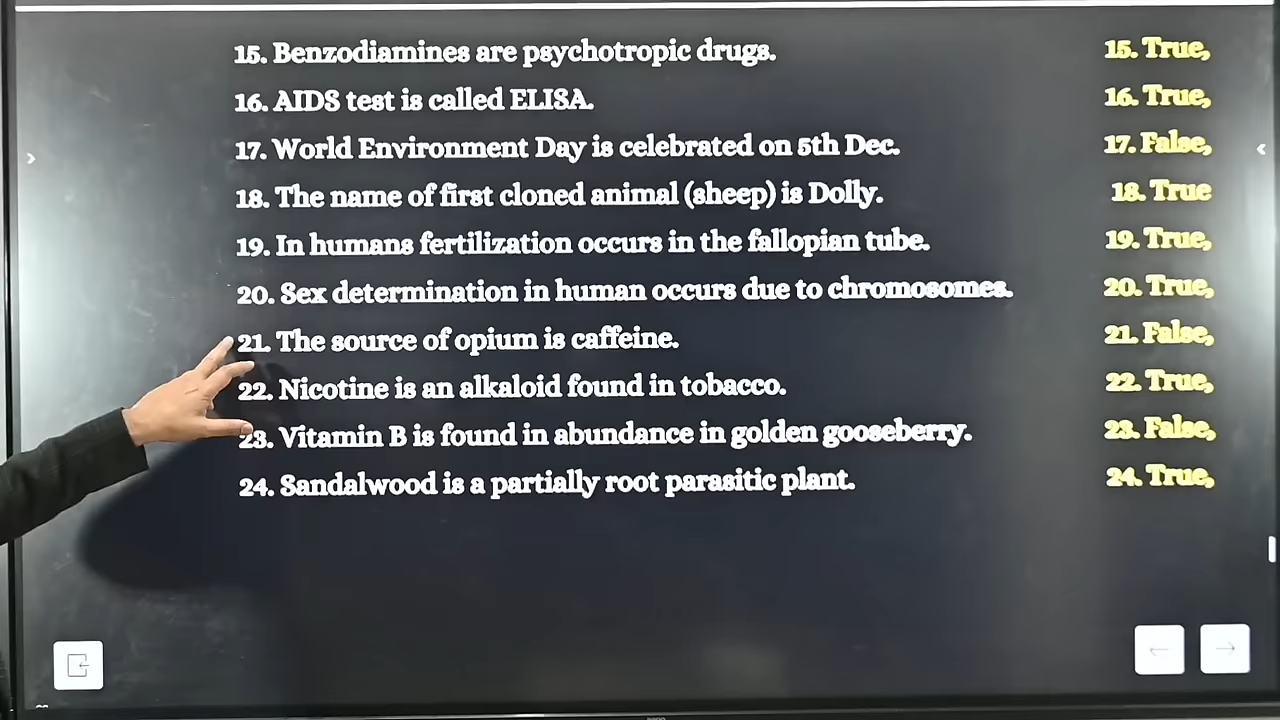 15. Benzodiamines are psychotropic drugs. 15. True,
16. AIDS test is called ELISA. 16. True,
17. World Environment Day is celebrated on 5th Dec. 17. False,
18. The name of first cloned animal (sheep) is Dolly. 18. True
19. In humans fertilization occurs in the fallopian tube. 19. True,
20. Sex determination in human occurs due to chromosomes. 20. True,
21. The source of opium is caffeine. 21. False,
22. Nicotine is an alkaloid found in tobacco. 22. True,
23. Vitamin B is found in abundance in golden gooseberry. 23. False,
24. Sandalwood is a partially root parasitic plant. 24. True,